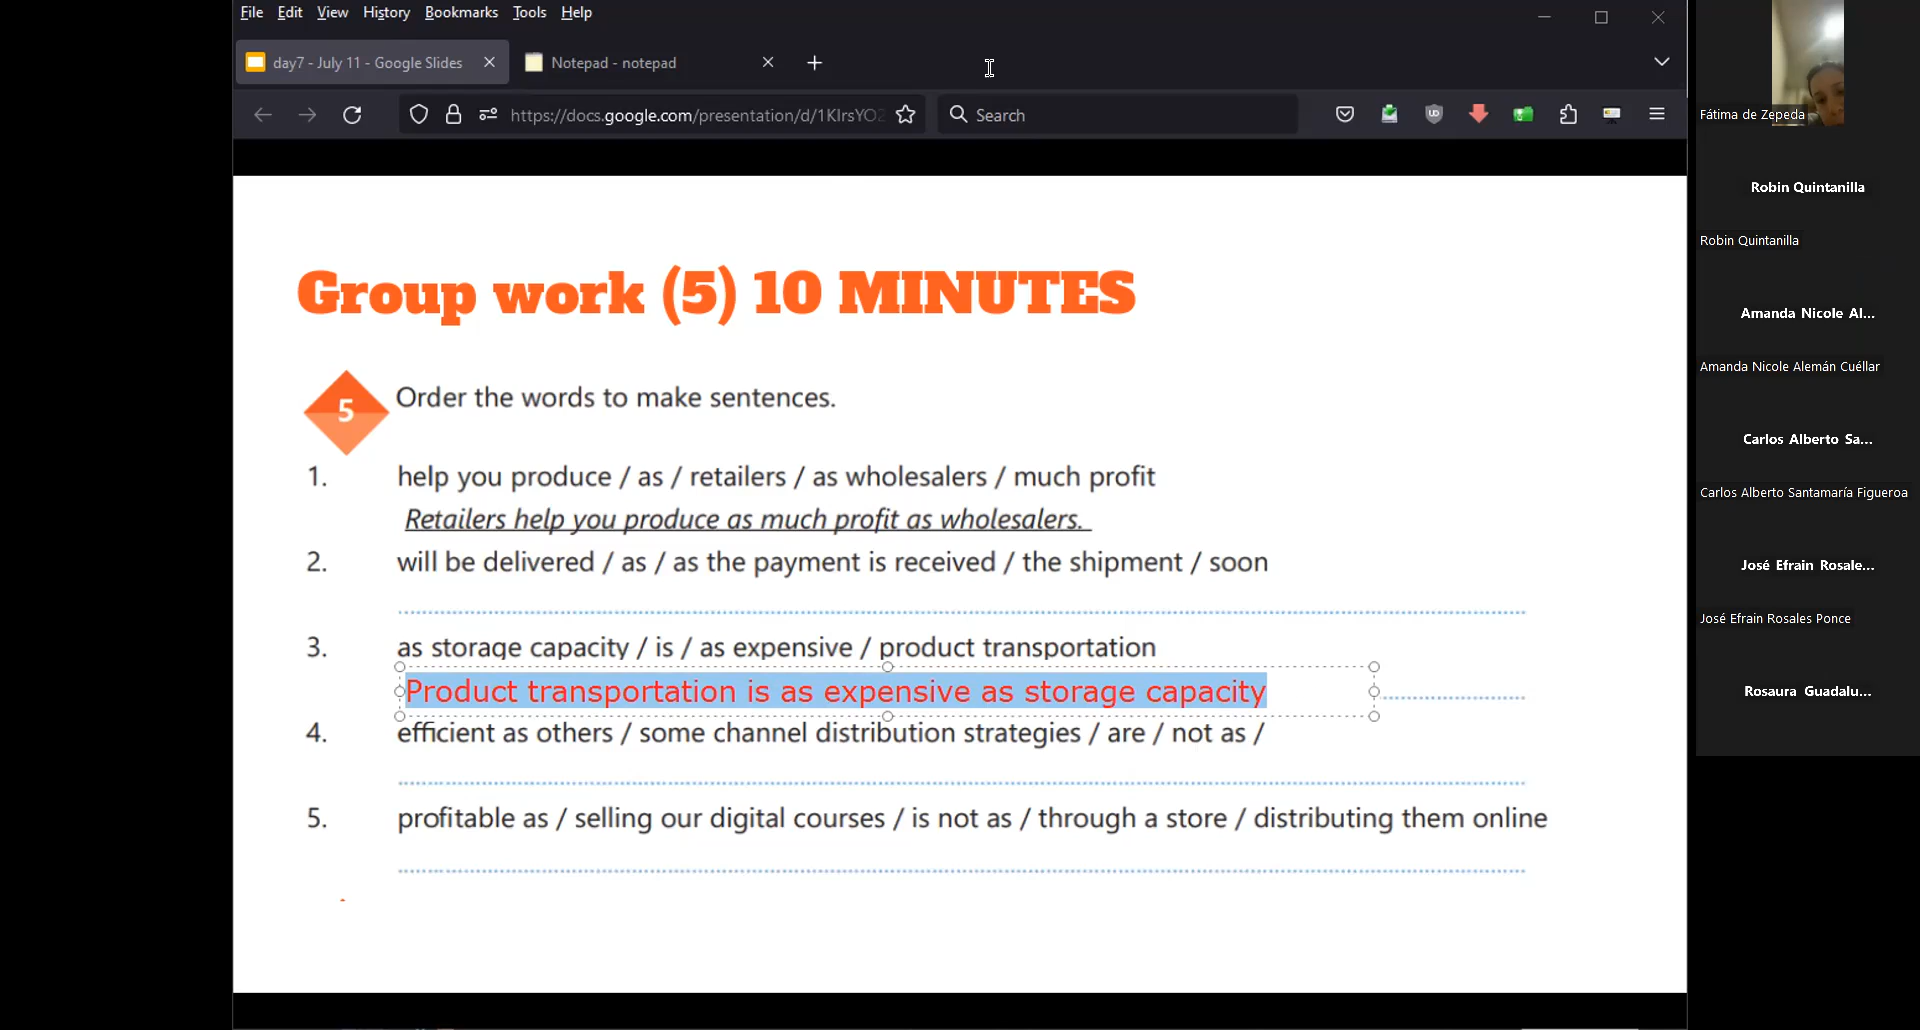 File Edit View History Bookmarks Tools Help
day7 - July 11 - Google Slides
Notepad - notepad
https://docs.google.com/presentation/d/1KIrsYO2
Search
Group work (5) 10 MINUTES
5 Order the words to make sentences.
1. help you produce / as / retailers / as wholesalers / much profit
Retailers help you produce as much profit as wholesalers.
2. will be delivered / as / as the payment is received / the shipment / soon
3. as storage capacity / is / as expensive / product transportation
Product transportation is as expensive as storage capacity
4. efficient as others / some channel distribution strategies / are / not as /
5. profitable as / selling our digital courses / is not as / through a store / distributing them online
Fátima de Zepeda
Robin Quintanilla
Robin Quintanilla
Amanda Nicole Al...
Amanda Nicole Alemán Cuéllar
Carlos Alberto Sa...
Carlos Alberto Santamaría Figueroa
José Efrain Rosale...
José Efrain Rosales Ponce
Rosaura Guadalu...